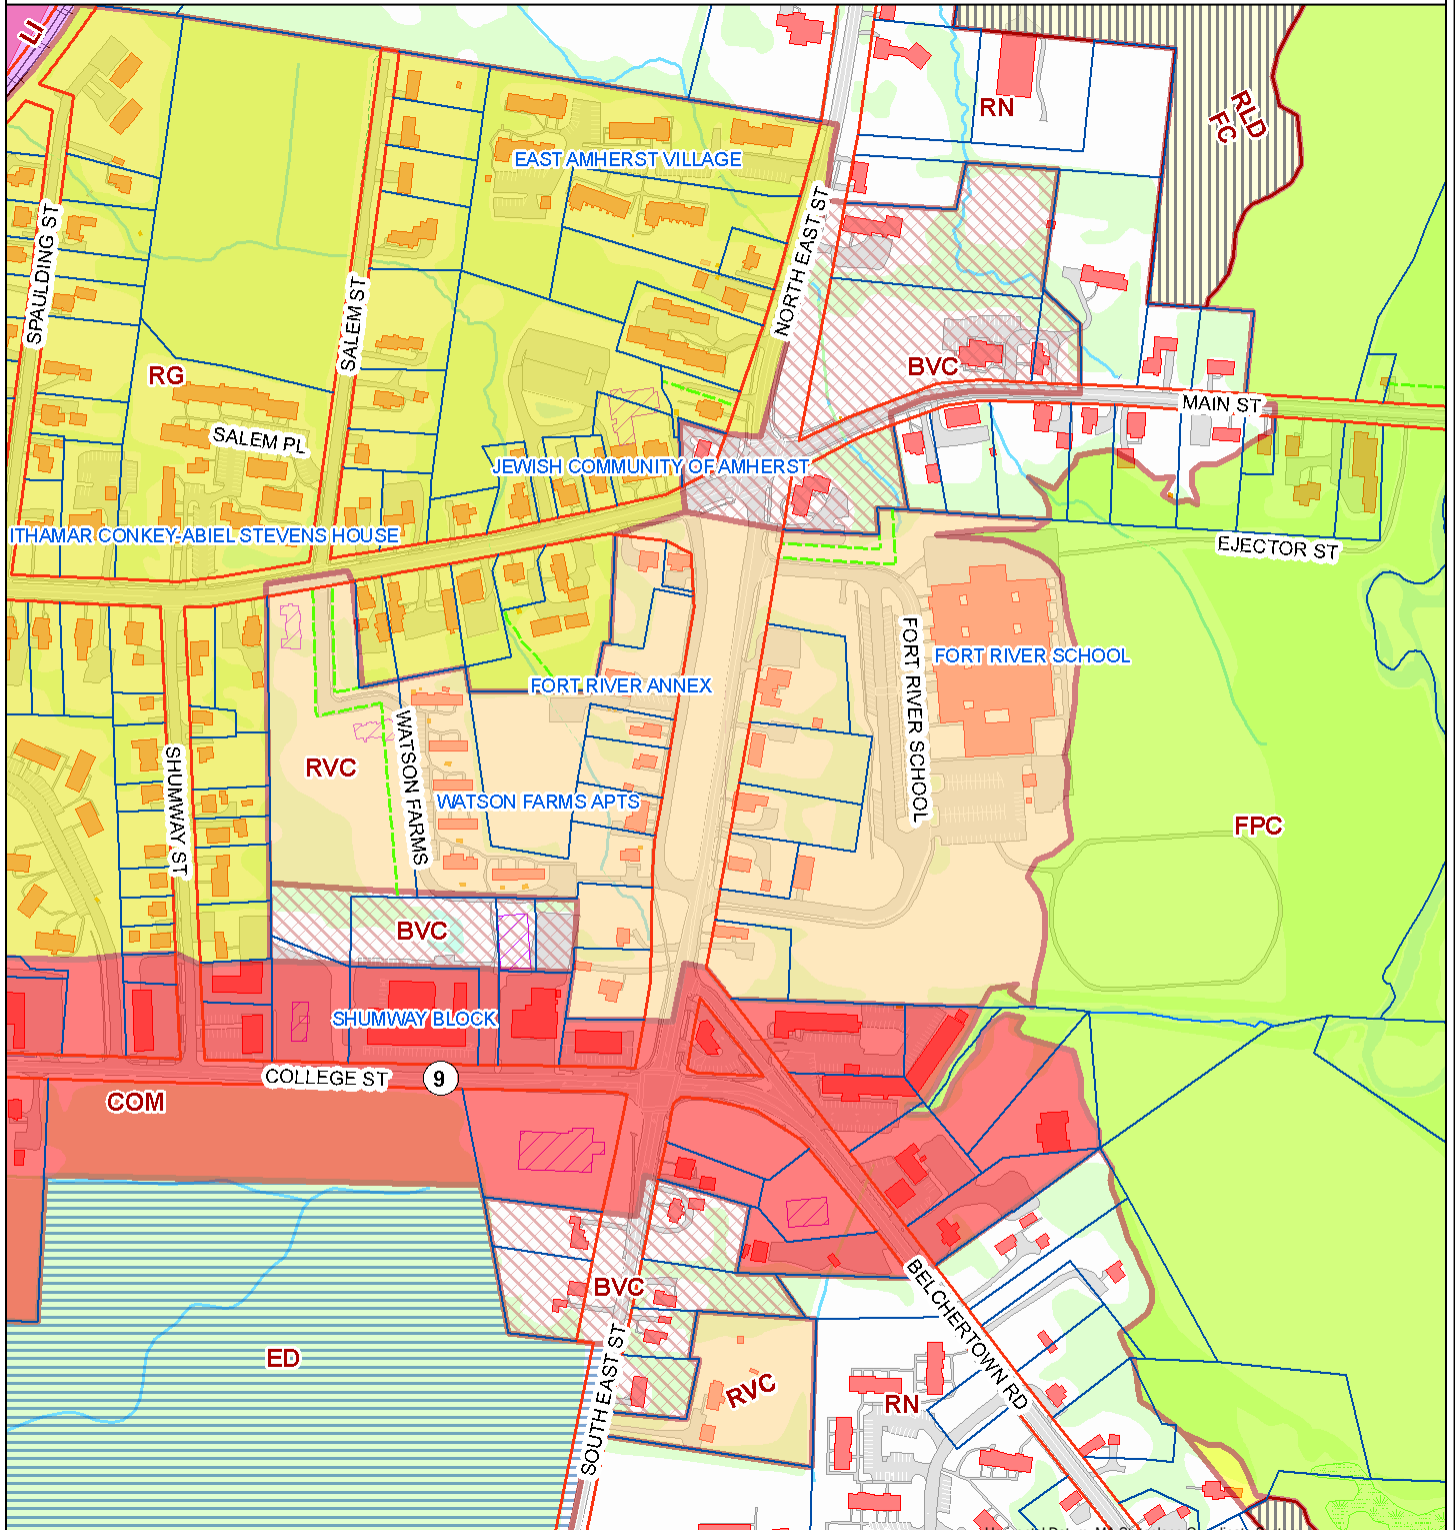 LI
RN
RLD
FC
EAST AMHERST VILLAGE
SPAULDING ST
SALEM ST
NORTH EAST ST
RG
BVC
MAIN ST
SALEM PL
JEWISH COMMUNITY OF AMHERST
ITHAMAR CONKEY-ABIEL STEVENS HOUSE
EJECTOR ST
FORT RIVER SCHOOL
FORT RIVER SCHOOL
FORT RIVER ANNEX
RVC
WATSON FARMS
SHUMWAY ST
WATSON FARMS APTS
FPC
BVC
SHUMWAY BLOCK
COLLEGE ST
9
COM
BVC
BELCHERTOWN RD
ED
SOUTH EAST ST
RVC
RN